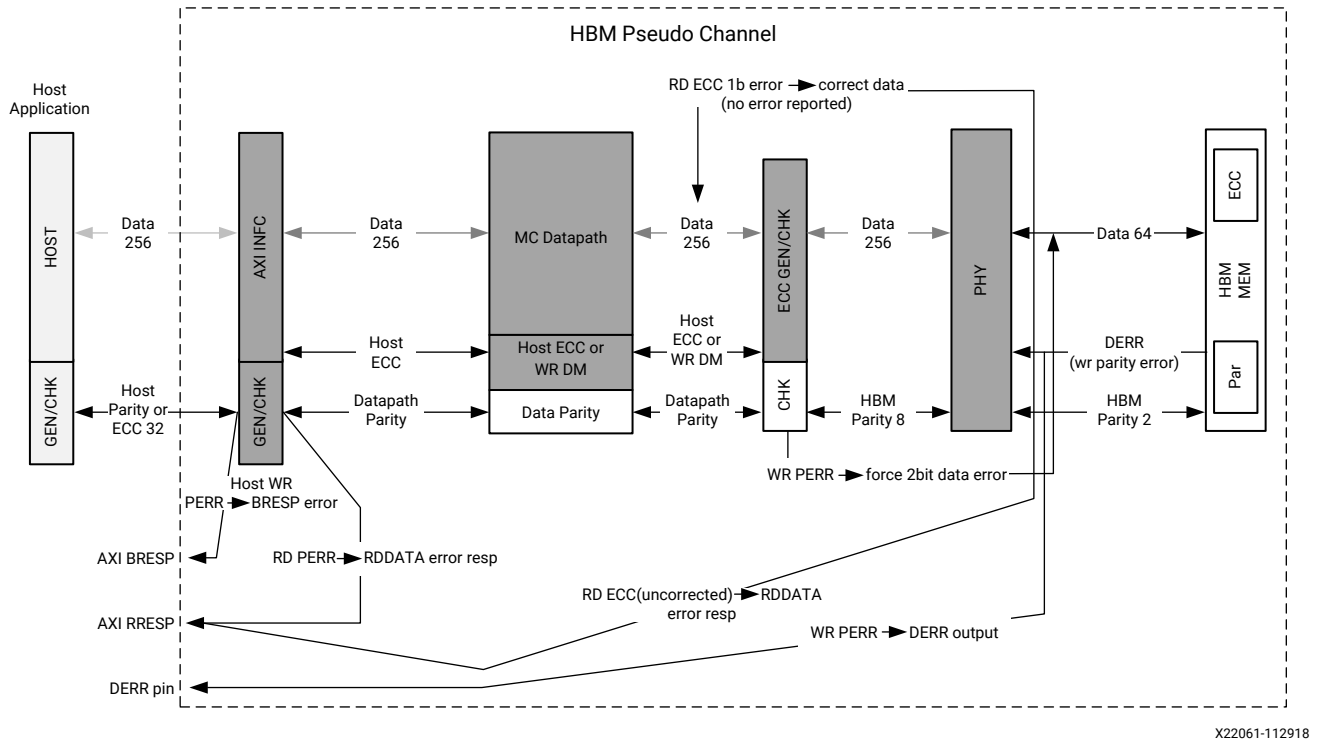 HBM Pseudo Channel
Host
Application
RD ECC 1b error correct data
(no error reported)
HOST
Data
256
AXI INFC
Data
256
MC Datapath
Data
256
ECC GEN/CHK
Data
256
PHY
Data 64
ECC
HBM
MEM
Host
ECC
Host ECC or
WR DM
Host
ECC or
WR DM
DERR
(wr parity error)
Par
GEN/CHK
Host
Parity or
ECC 32
GEN/CHK
Datapath
Parity
Data Parity
Datapath
Parity
CHK
HBM
Parity 8
HBM
Parity 2
WR PERR force 2bit data error
Host WR
PERR BRESP error
AXI BRESP
RD PERR RDDATA error resp
RD ECC(uncorrected) RDDATA
error resp
AXI RRESP
WR PERR DERR output
DERR pin
X22061-112918